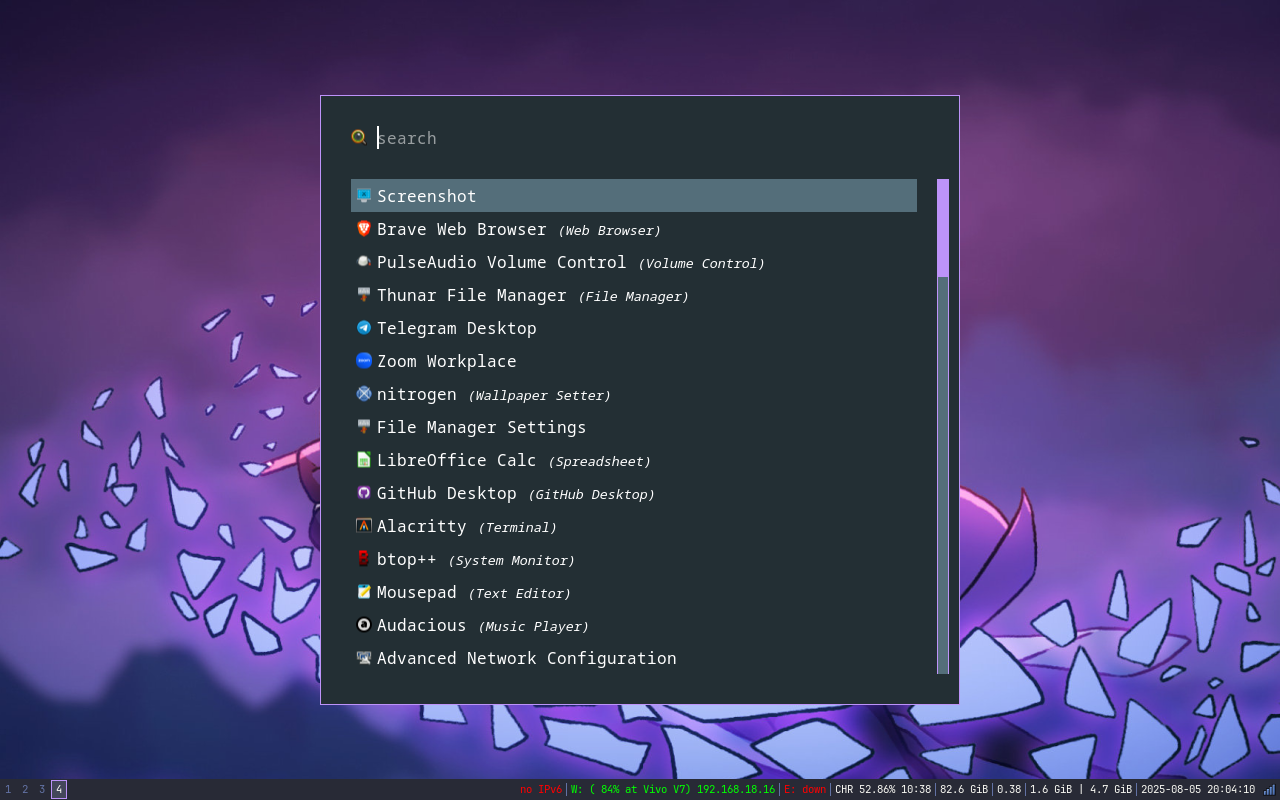 search
Screenshot
Brave Web Browser (Web Browser)
PulseAudio Volume Control (Volume Control)
Thunar File Manager (File Manager)
Telegram Desktop
Zoom Workplace
nitrogen (Wallpaper Setter)
File Manager Settings
LibreOffice Calc (Spreadsheet)
GitHub Desktop (GitHub Desktop)
Alacritty (Terminal)
btop++ (System Monitor)
Mousepad (Text Editor)
Audacious (Music Player)
Advanced Network Configuration
1 2 3 4 no IPv6 | W: ( 84% at Vivo V7) 192.168.18.16 | E: down | CHR 52.86% 10:38 | 82.6 GiB | 0.38 | 1.6 GiB | 4.7 GiB | 2025-08-05 20:04:10